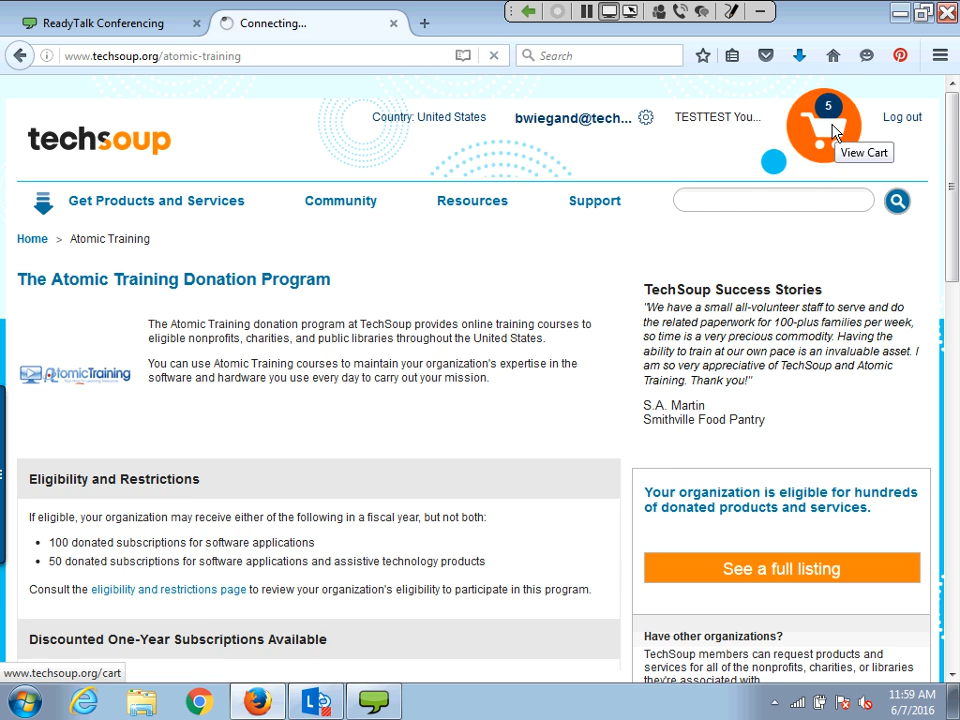 ReadyTalk Conferencing
Connecting...
www.techsoup.org/atomic-training
Search
Country: United States
bwiegand@tech...
TESTTEST You...
5
Log out
View Cart
techsoup
Get Products and Services
Community
Resources
Support
Home > Atomic Training
The Atomic Training Donation Program
The Atomic Training donation program at TechSoup provides online training courses to
eligible nonprofits, charities, and public libraries throughout the United States.
You can use Atomic Training courses to maintain your organization's expertise in the
software and hardware you use every day to carry out your mission.
AtomicTraining
TechSoup Success Stories
"We have a small all-volunteer staff to serve and do
the related paperwork for 100-plus families per week,
so time is a very precious commodity. Having the
ability to train at our own pace is an invaluable asset. I
am so very appreciative of TechSoup and Atomic
Training. Thank you!"
S.A. Martin
Smithville Food Pantry
Eligibility and Restrictions
If eligible, your organization may receive either of the following in a fiscal year, but not both:
• 100 donated subscriptions for software applications
• 50 donated subscriptions for software applications and assistive technology products
Consult the eligibility and restrictions page to review your organization's eligibility to participate in this program.
Discounted One-Year Subscriptions Available
Your organization is eligible for hundreds
of donated products and services.
See a full listing
Have other organizations?
TechSoup members can request products and
services for all of the nonprofits, charities, or libraries
they're associated with.
www.techsoup.org/cart
11:59 AM
6/7/2016